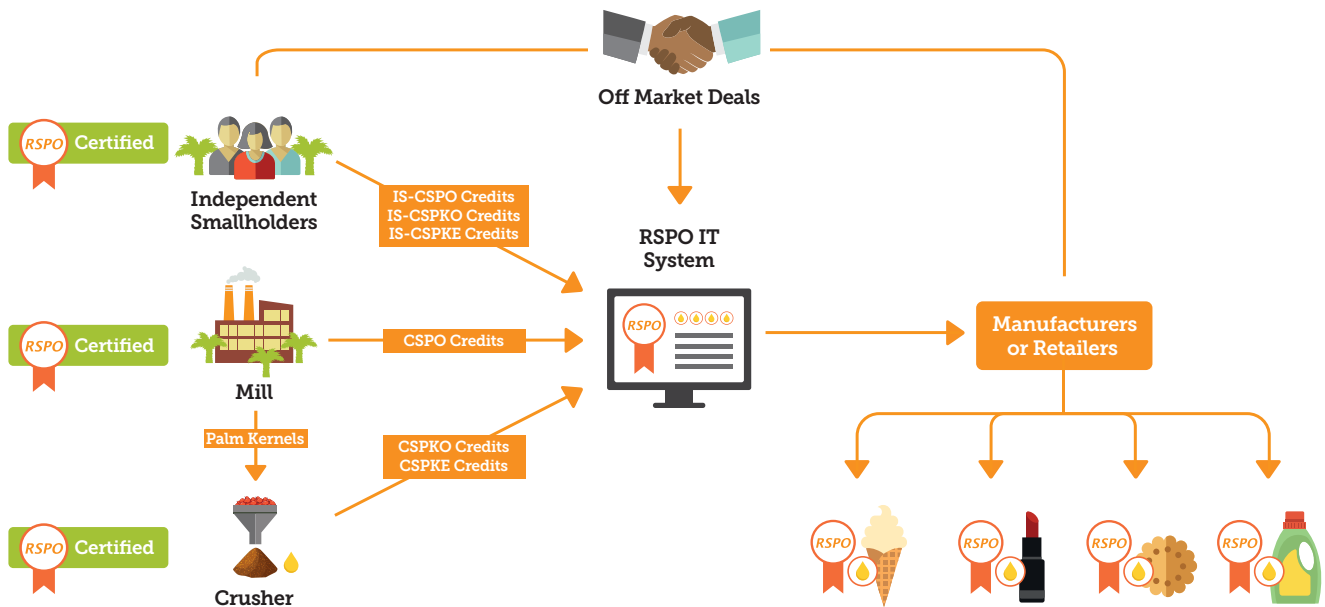 Off Market Deals
RSPO Certified
Independent
Smallholders
IS-CSPO Credits
IS-CSPKO Credits
IS-CSPKE Credits
RSPO IT
System
RSPO
RSPO Certified
Mill
CSPO Credits
Manufacturers
or Retailers
Palm Kernels
CSPKO Credits
CSPKE Credits
RSPO Certified
Crusher
RSPO
RSPO
RSPO
RSPO